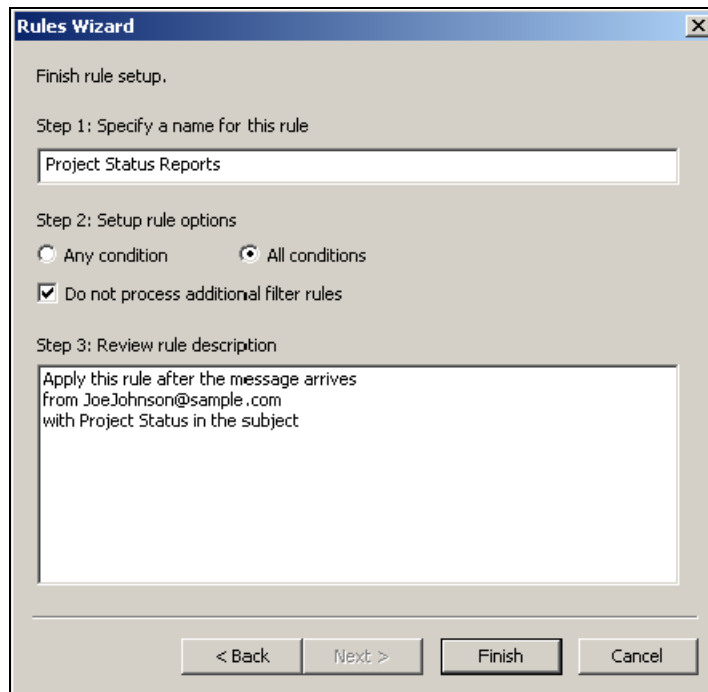 Rules Wizard
Finish rule setup.
Step 1: Specify a name for this rule
Project Status Reports
Step 2: Setup rule options
Any condition All conditions
Do not process additional filter rules
Step 3: Review rule description
Apply this rule after the message arrives
from JoeJohnson@sample.com
with Project Status in the subject
< Back Next > Finish Cancel